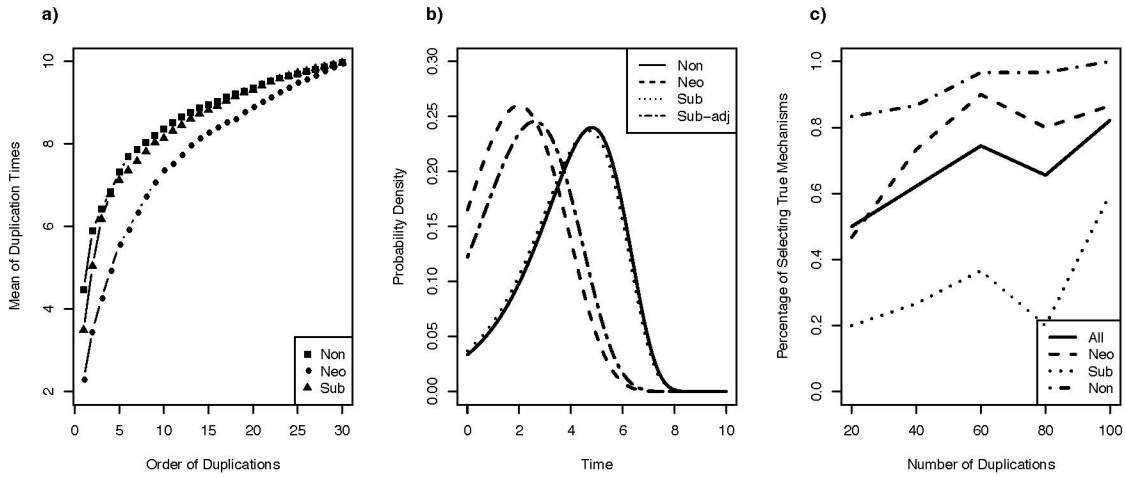 a)
Mean of Duplication Times
10
8
6
4
2
0 5 10 15 20 25 30
Order of Duplications
Non
Neo
Sub
b)
Probability Density
0.30
0.25
0.20
0.15
0.10
0.05
0.00
0 2 4 6 8 10
Time
Non
Neo
Sub
Sub-adj
c)
Percentage of Selecting True Mechanisms
1.0
0.8
0.6
0.4
0.2
0.0
20 40 60 80 100
Number of Duplications
All
Neo
Sub
Non